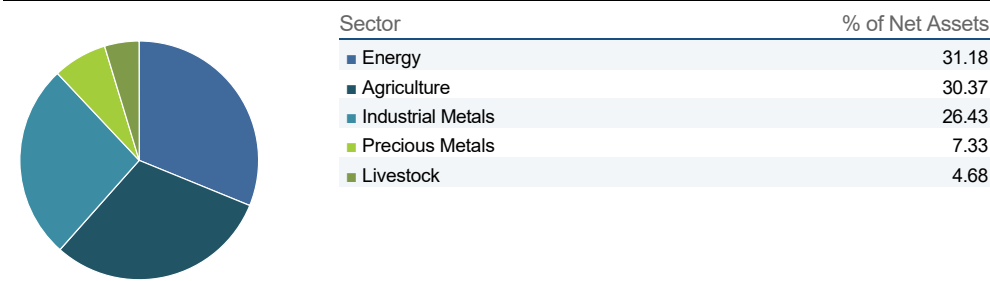 Sector % of Net Assets
Energy 31.18
Agriculture 30.37
Industrial Metals 26.43
Precious Metals 7.33
Livestock 4.68